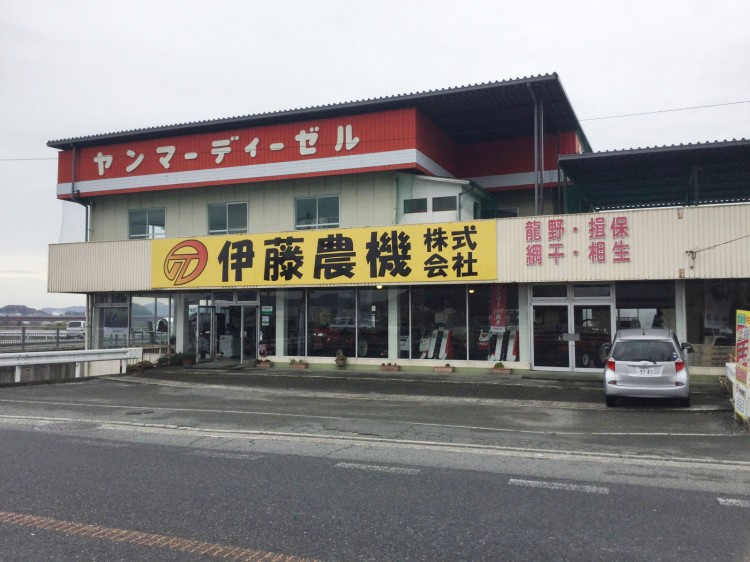 ヤンマーディーゼル
伊藤農機株式会社
龍野・揖保
網干・相生